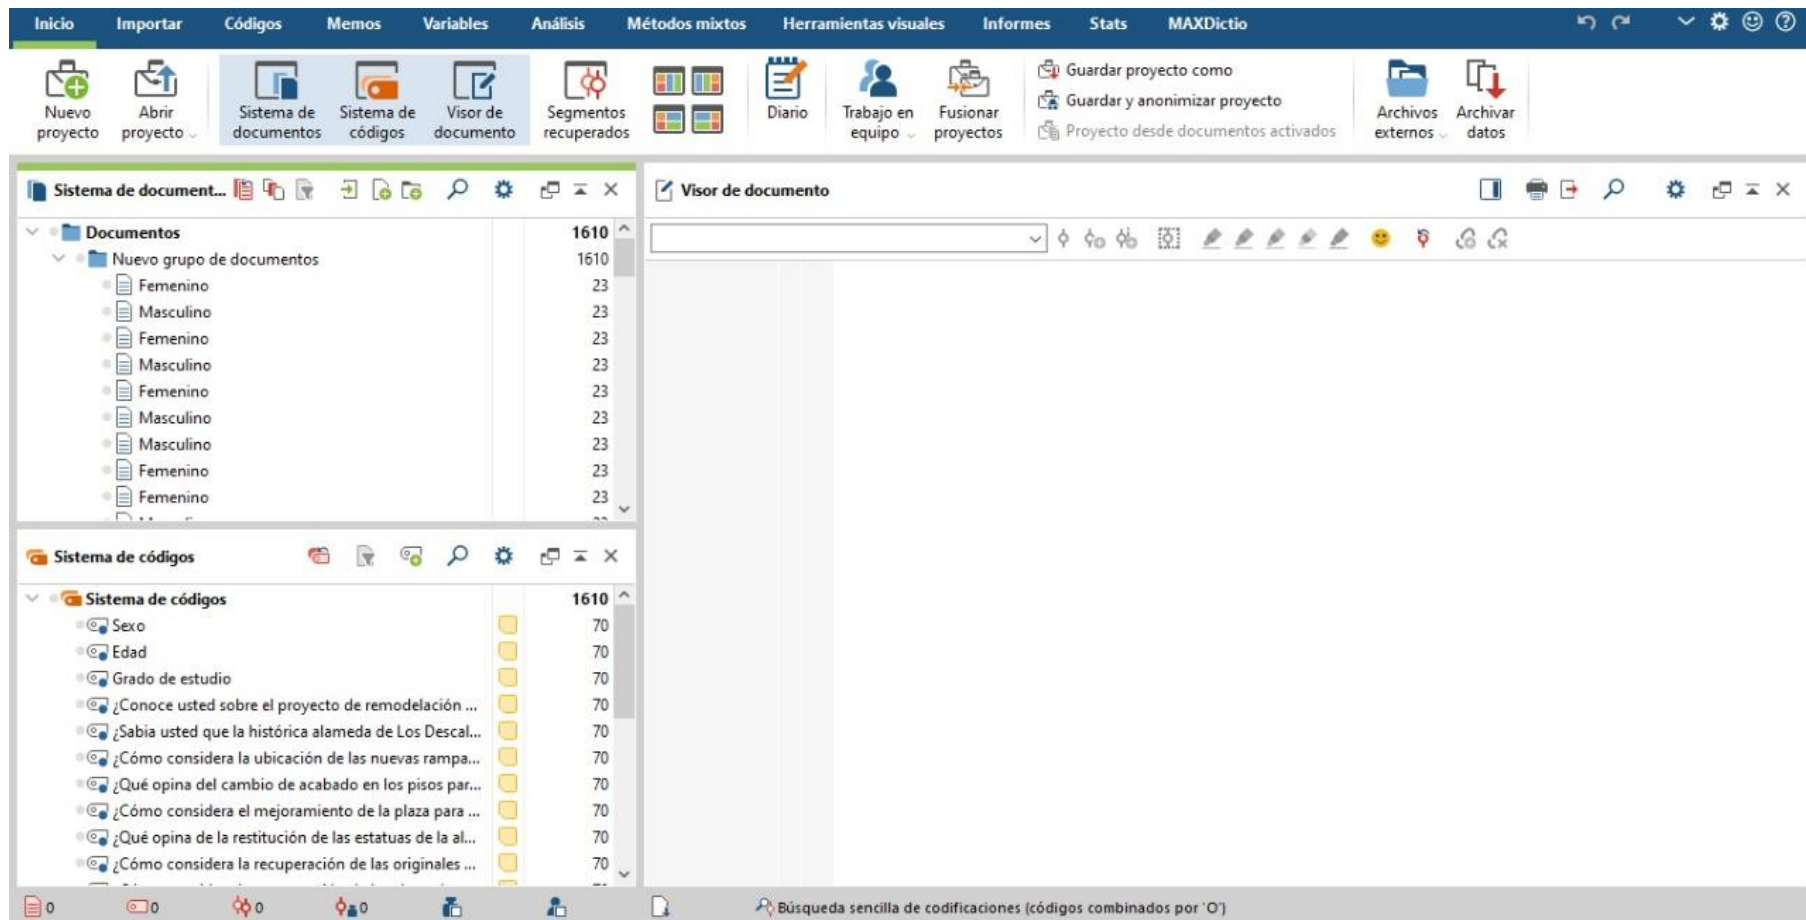 Inicio Importar Códigos Memos Variables Análisis Métodos mixtos Herramientas visuales Informes Stats MAXDictio
Nuevo proyecto
Abrir proyecto
Sistema de documentos
Sistema de códigos
Visor de documento
Segmentos recuperados
Diario
Trabajo en equipo
Fusionar proyectos
Guardar proyecto como
Guardar y anonimizar proyecto
Proyecto desde documentos activados
Archivos externos
Archivar datos
Sistema de document...
Documentos 1610
Nuevo grupo de documentos 1610
Femenino 23
Masculino 23
Femenino 23
Masculino 23
Femenino 23
Masculino 23
Masculino 23
Femenino 23
Femenino 23
Sistema de códigos
Sistema de códigos 1610
Sexo 70
Edad 70
Grado de estudio 70
¿Conoce usted sobre el proyecto de remodelación ... 70
¿Sabia usted que la histórica alameda de Los Descal... 70
¿Cómo considera la ubicación de las nuevas rampa... 70
¿Qué opina del cambio de acabado en los pisos par... 70
¿Cómo considera el mejoramiento de la plaza para ... 70
¿Qué opina de la restitución de las estatuas de la al... 70
¿Cómo considera la recuperación de las originales ... 70
Visor de documento
0 0 0 0
Búsqueda sencilla de codificaciones (códigos combinados por 'O')